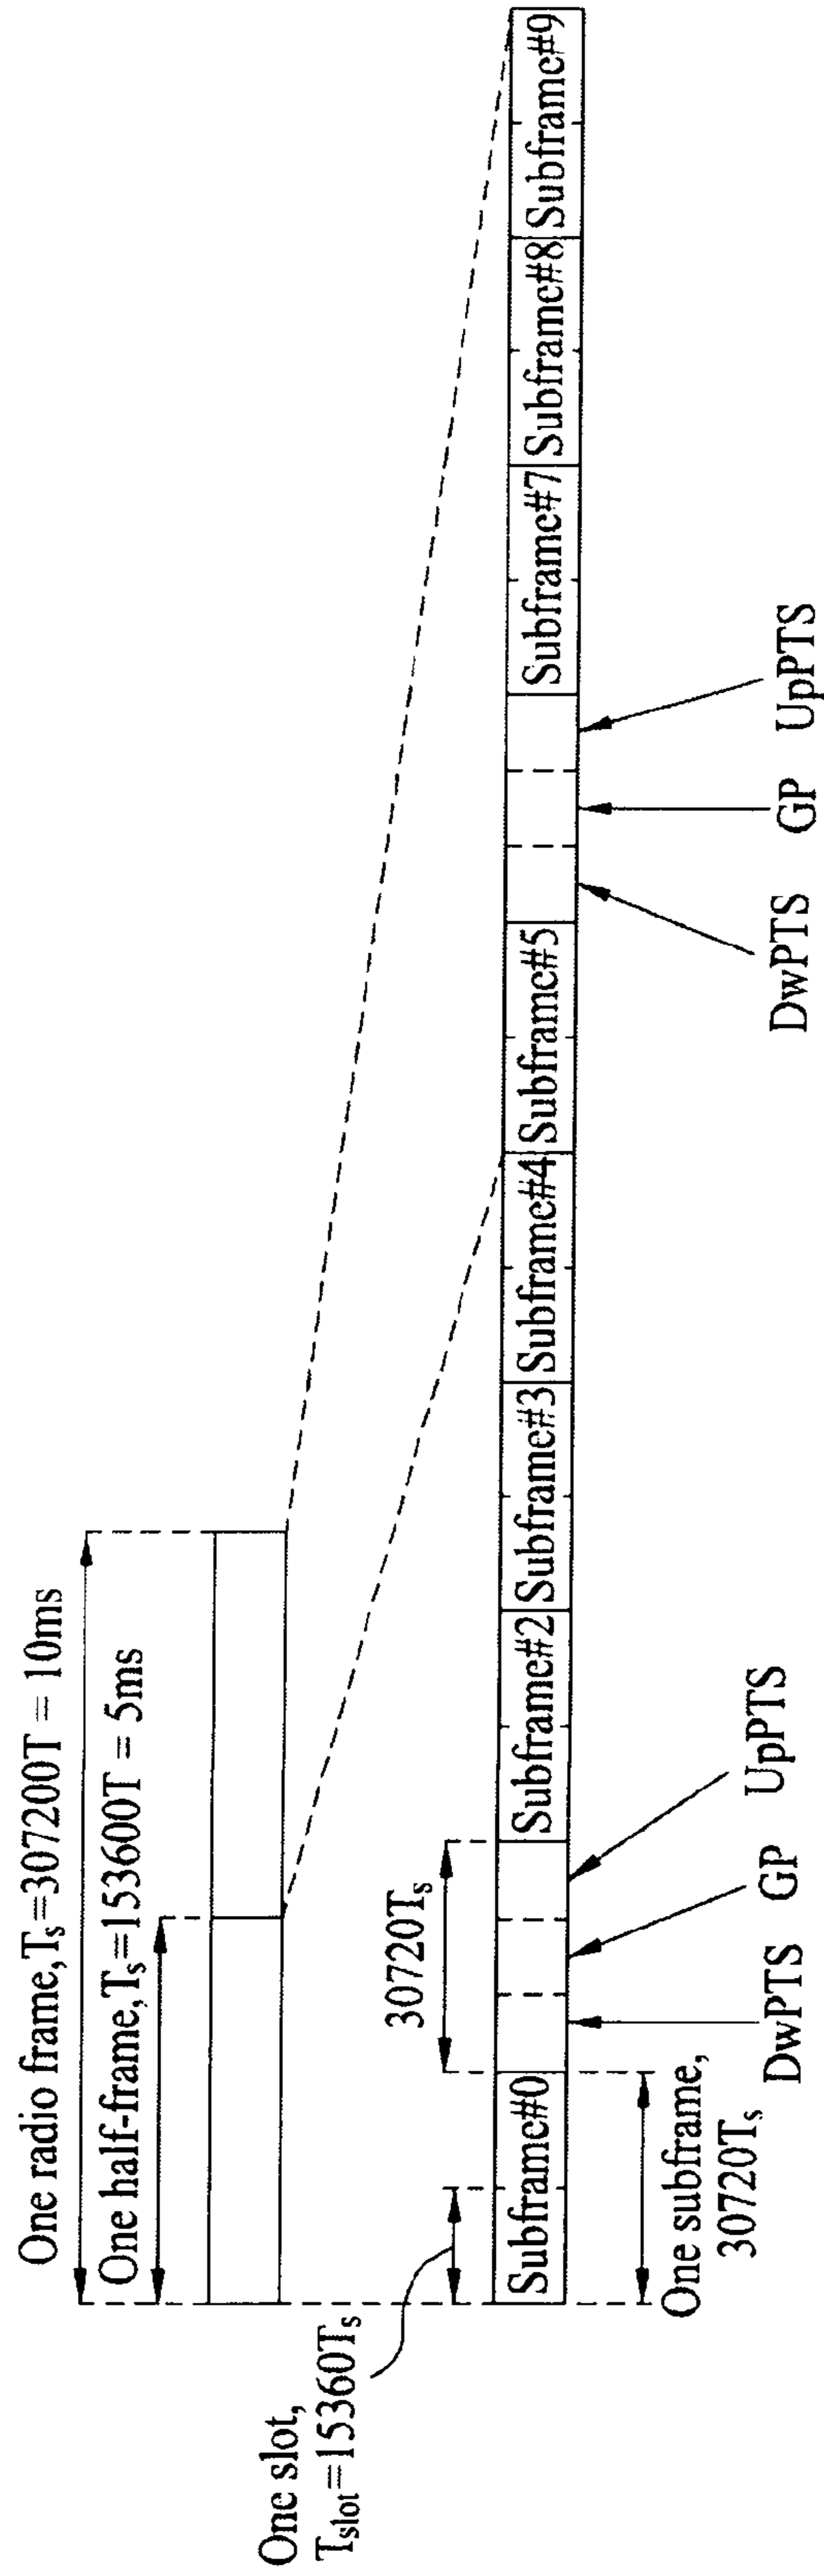 One radio frame,Ts=307200T = 10ms
One half-frame,Ts=153600T = 5ms
One slot,
Tslot=15360Ts
30720Ts
Subframe#0
Subframe#2
Subframe#3
Subframe#4
Subframe#5
Subframe#7
Subframe#8
Subframe#9
One subframe,
30720Ts
DwPTS
GP
UpPTS
DwPTS
GP
UpPTS